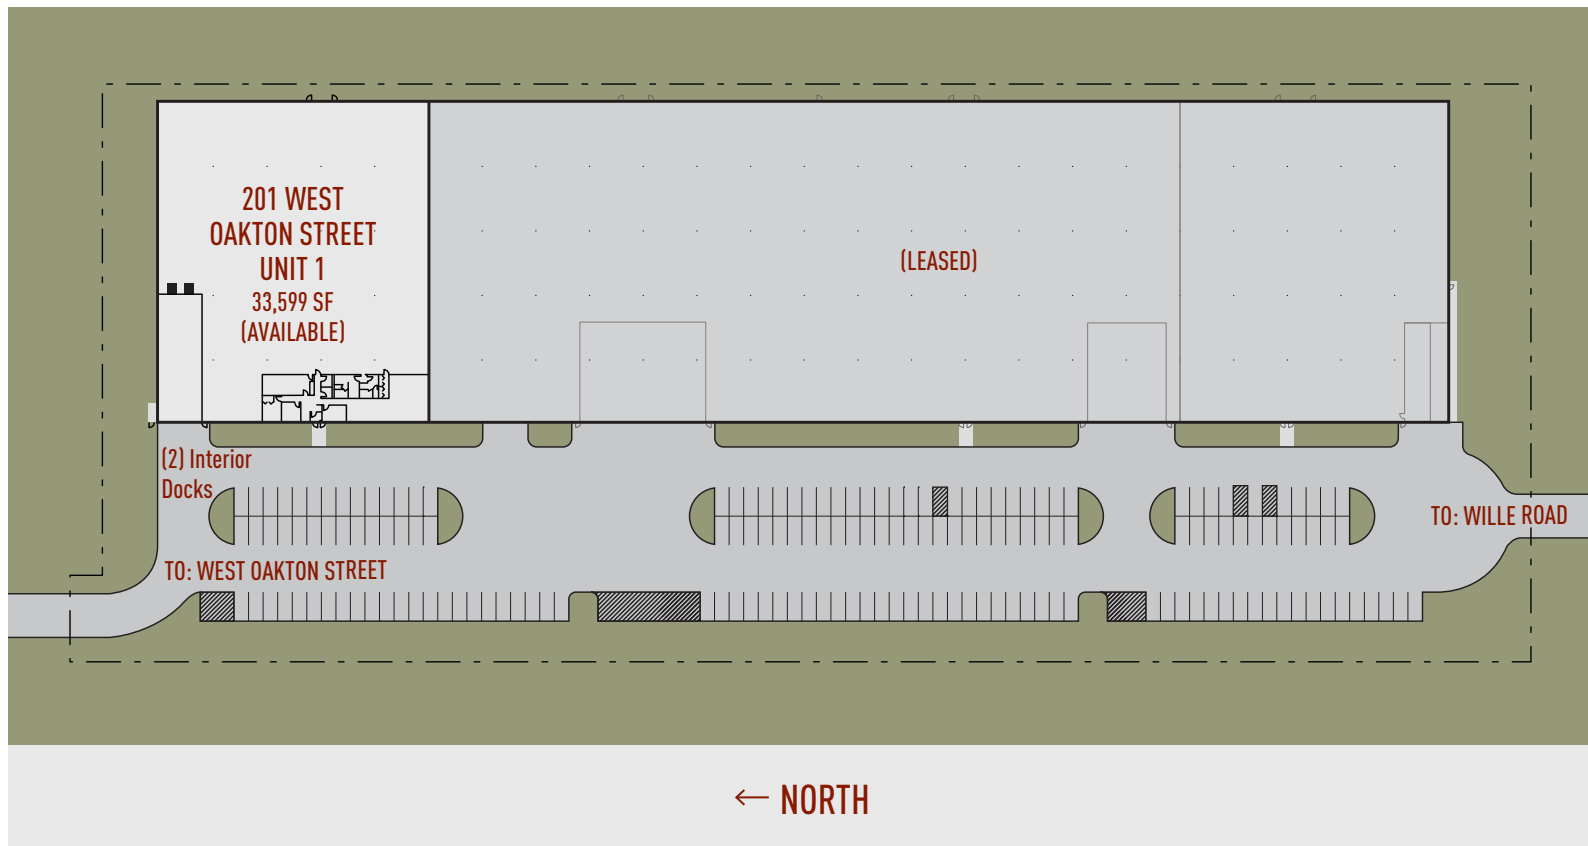 201 WEST
OAKTON STREET
UNIT 1
33,599 SF
(AVAILABLE)
(LEASED)
(2) Interior
Docks
TO: WILLE ROAD
TO: WEST OAKTON STREET
← NORTH